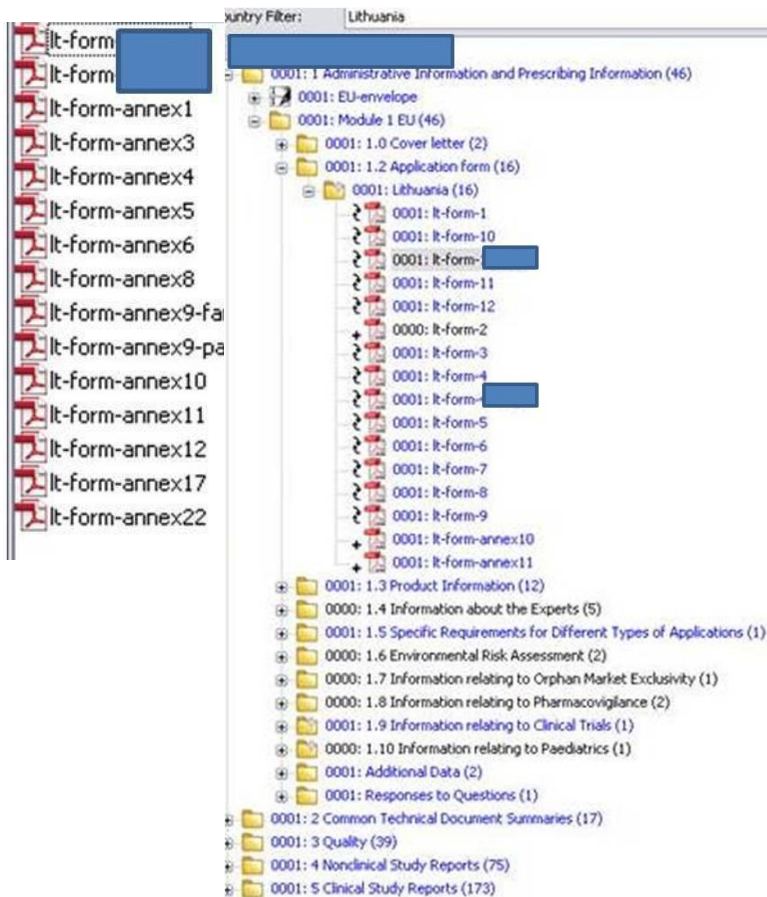 lt-form
lt-form-
lt-form-annex1
lt-form-annex3
lt-form-annex4
lt-form-annex5
lt-form-annex6
lt-form-annex8
lt-form-annex9-fa
lt-form-annex9-pa
lt-form-annex10
lt-form-annex11
lt-form-annex12
lt-form-annex17
lt-form-annex22
untry Filter: Lithuania
0001: 1 Administrative Information and Prescribing Information (46)
0001: EU-envelope
0001: Module 1 EU (46)
0001: 1.0 Cover letter (2)
0001: 1.2 Application form (16)
0001: Lithuania (16)
0001: lt-form-1
0001: lt-form-10
0001: lt-form-
0001: lt-form-11
0001: lt-form-12
0000: lt-form-2
0001: lt-form-3
0001: lt-form-4
0001: lt-form-
0001: lt-form-5
0001: lt-form-6
0001: lt-form-7
0001: lt-form-8
0001: lt-form-9
0001: lt-form-annex10
0001: lt-form-annex11
0001: 1.3 Product Information (12)
0000: 1.4 Information about the Experts (5)
0001: 1.5 Specific Requirements for Different Types of Applications (1)
0000: 1.6 Environmental Risk Assessment (2)
0000: 1.7 Information relating to Orphan Market Exclusivity (1)
0000: 1.8 Information relating to Pharmacovigilance (2)
0001: 1.9 Information relating to Clinical Trials (1)
0000: 1.10 Information relating to Paediatrics (1)
0001: Additional Data (2)
0001: Responses to Questions (1)
0001: 2 Common Technical Document Summaries (17)
0001: 3 Quality (39)
0001: 4 Nonclinical Study Reports (75)
0001: 5 Clinical Study Reports (173)